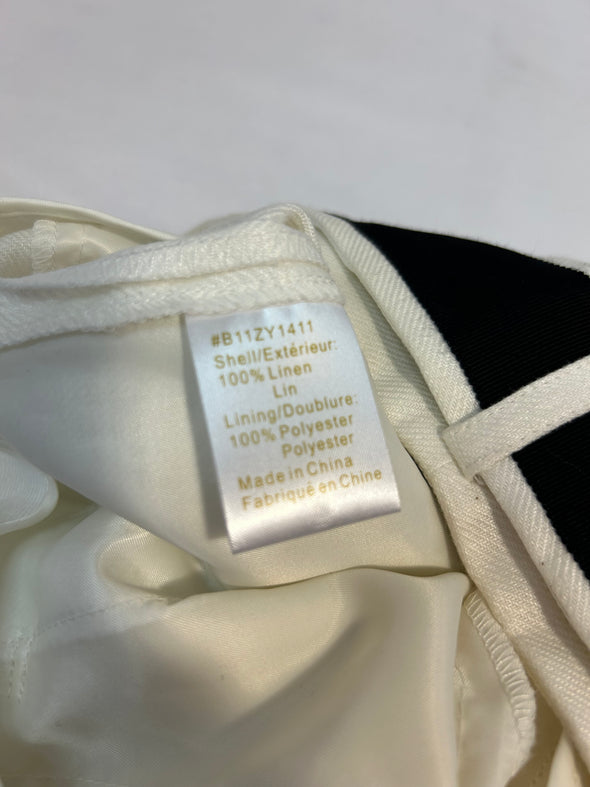 #B11ZY1411
Shell/Extérieur:
100% Linen
Lin
Lining/Doublure:
100% Polyester
Polyester
Made in China
Fabriqué en Chine